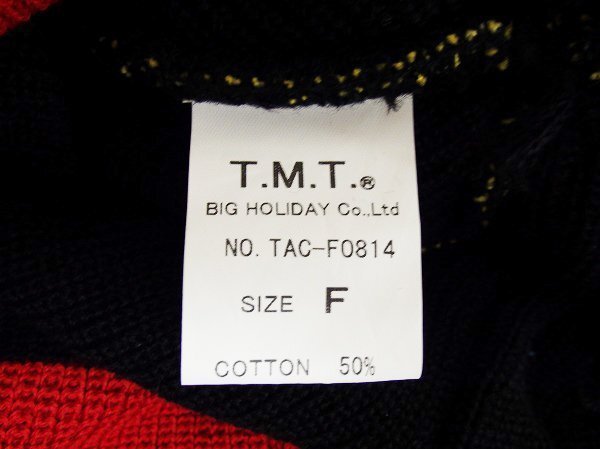 T.M.T.®
BIG HOLIDAY Co.,Ltd
NO. TAC-F0814
SIZE F
COTTON 50%